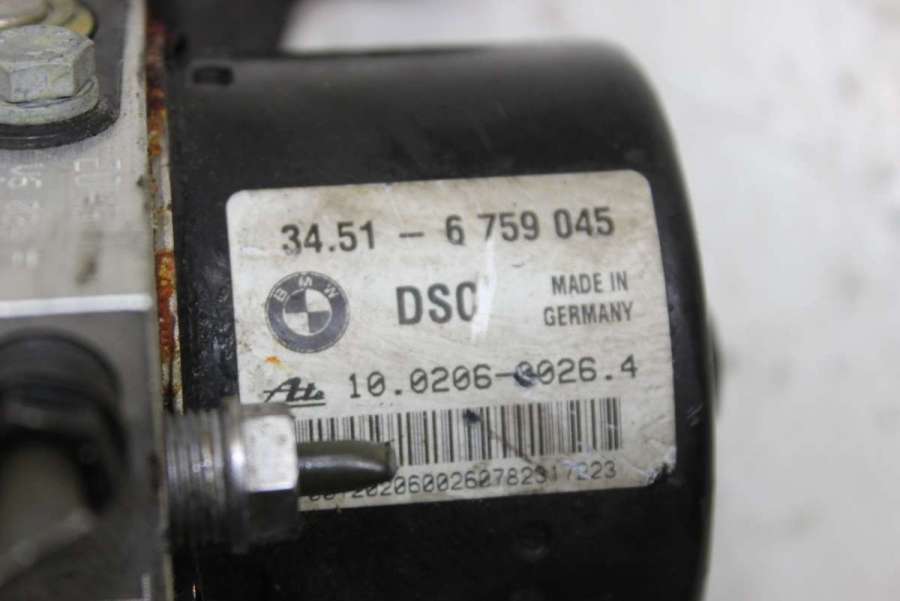 34.51 - 6 759 045
BMW
DSC
MADE IN
GERMANY
Ate 10.0206-0026.4